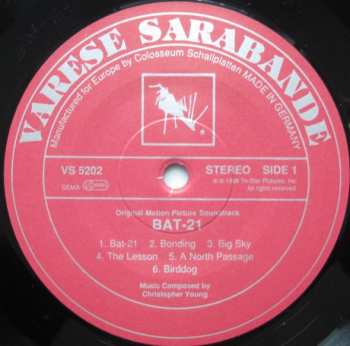 VARESE SARABANDE
Manufactured for Europe by Colosseum Schallplatten MADE IN GERMANY
VS 5202
STEREO SIDE 1
GEMA
All rights reserved
Original Motion Picture Soundtrack
BAT-21
1. Bat-21 2. Bonding 3. Big Sky
4. The Lesson 5. A North Passage
6. Birddog
Music Composed by
Christopher Young